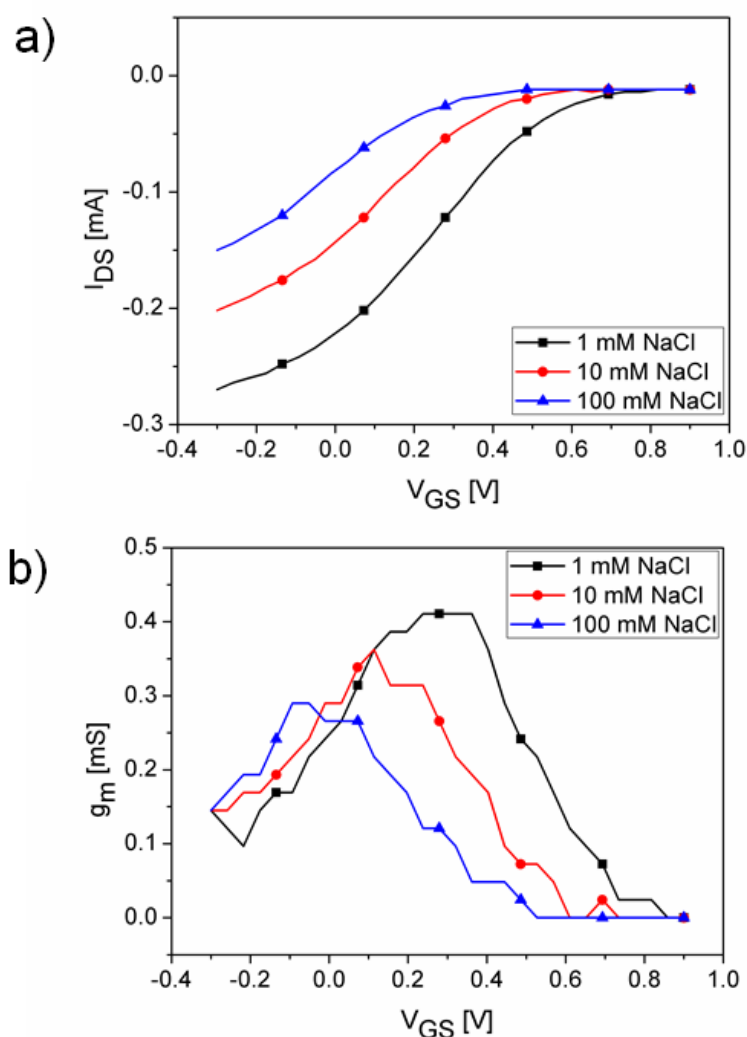 a)
0.0
-0.1
-0.2
-0.3
I_DS [mA]
-0.4 -0.2 0.0 0.2 0.4 0.6 0.8 1.0
V_GS [V]
1 mM NaCl
10 mM NaCl
100 mM NaCl
b)
0.5
0.4
0.3
0.2
0.1
0.0
g_m [mS]
-0.4 -0.2 0.0 0.2 0.4 0.6 0.8 1.0
V_GS [V]
1 mM NaCl
10 mM NaCl
100 mM NaCl